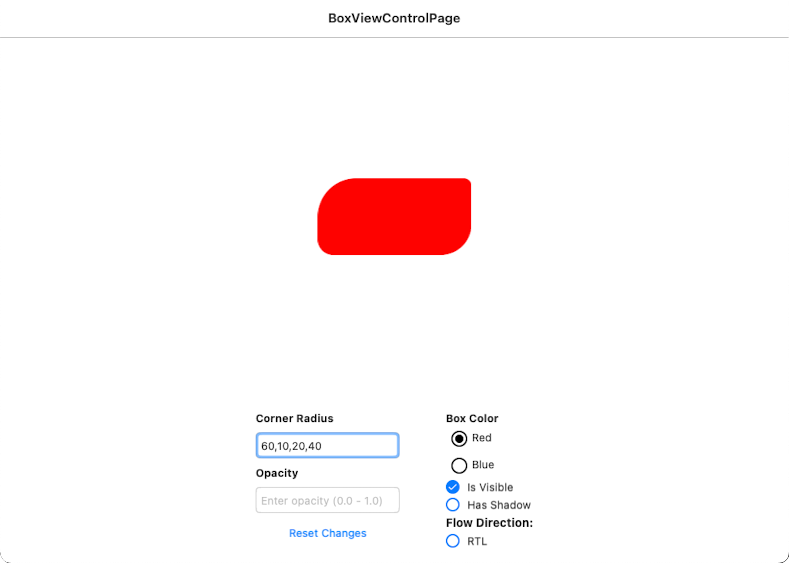 BoxViewControlPage
Corner Radius
60,10,20,40
Opacity
Enter opacity (0.0 - 1.0)
Reset Changes
Box Color
Red
Blue
Is Visible
Has Shadow
Flow Direction:
RTL